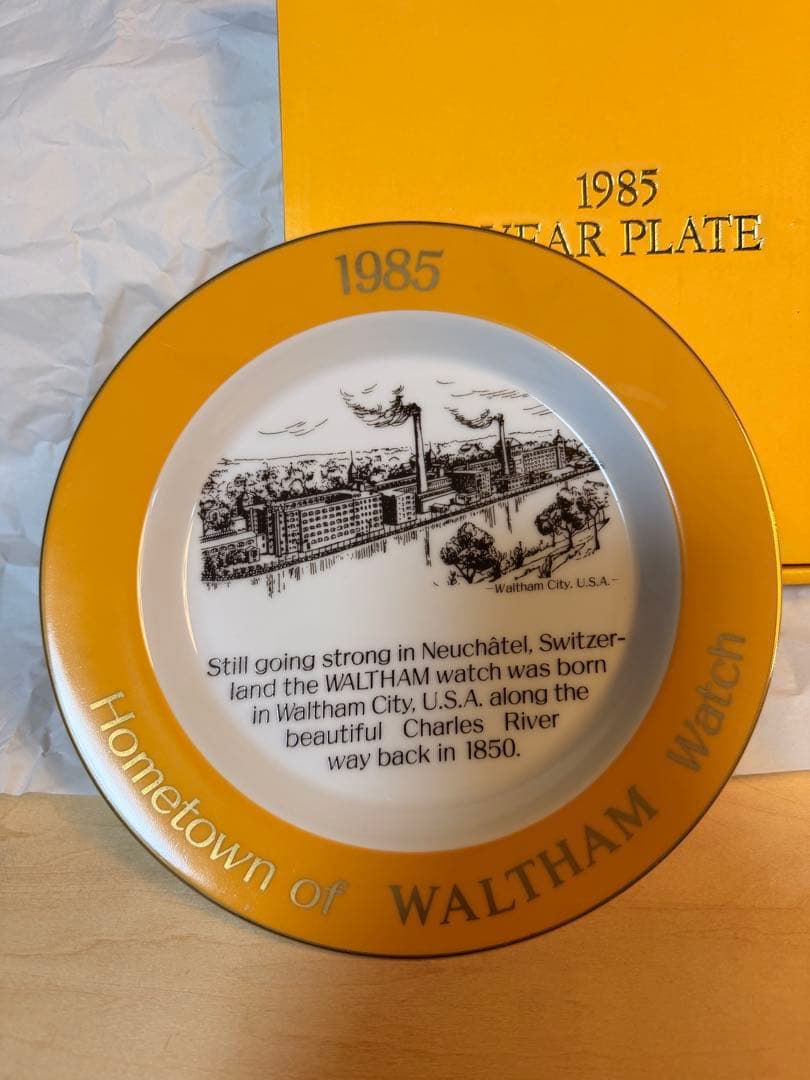 1985
YEAR PLATE
1985
—Waltham City, U.S.A.—
Still going strong in Neuchâtel, Switzer-
land the WALTHAM watch was born
in Waltham City, U.S.A. along the
beautiful Charles River
way back in 1850.
Hometown of WALTHAM Watch